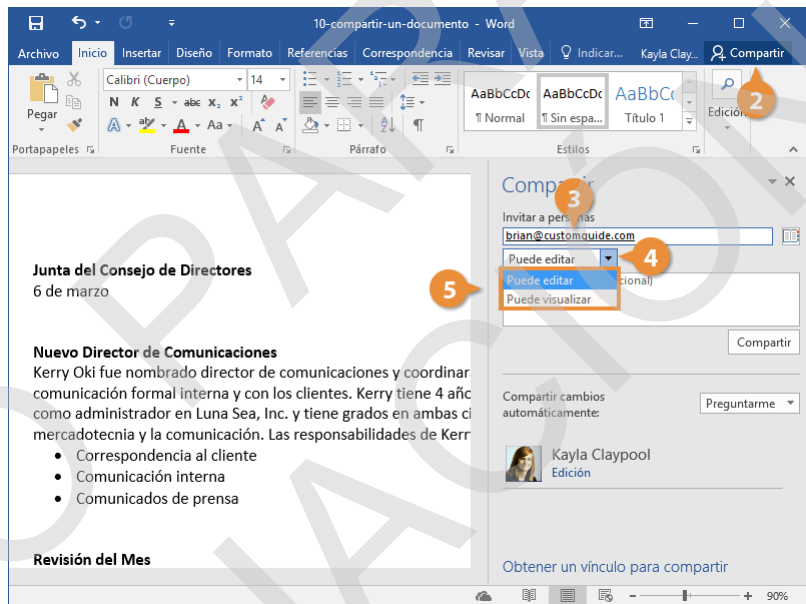 10-compartir-un-documento - Word
Archivo Inicio Insertar Diseño Formato Referencias Correspondencia Revisar Vista Indicar... Kayla Clay... Compartir
2
Pegar
Calibri (Cuerpo) 14
N K S abc x₂ x²
A aby A Aa A A
AaBbCcDc AaBbCcDc AaBbC
¶ Normal ¶ Sin espa... Título 1
Edición
Portapapeles Fuente Párrafo Estilos
Compartir
3
Invitar a personas
brian@customguide.com
Puede editar
4
5
Puede editar
Puede visualizar
Compartir
Compartir cambios
automáticamente:
Preguntarme
Kayla Claypool
Edición
Obtener un vínculo para compartir
Junta del Consejo de Directores
6 de marzo
Nuevo Director de Comunicaciones
Kerry Oki fue nombrado director de comunicaciones y coordinar
comunicación formal interna y con los clientes. Kerry tiene 4 año
como administrador en Luna Sea, Inc. y tiene grados en ambas ci
mercadotecnia y la comunicación. Las responsabilidades de Kerr
• Correspondencia al cliente
• Comunicación interna
• Comunicados de prensa
Revisión del Mes
90%